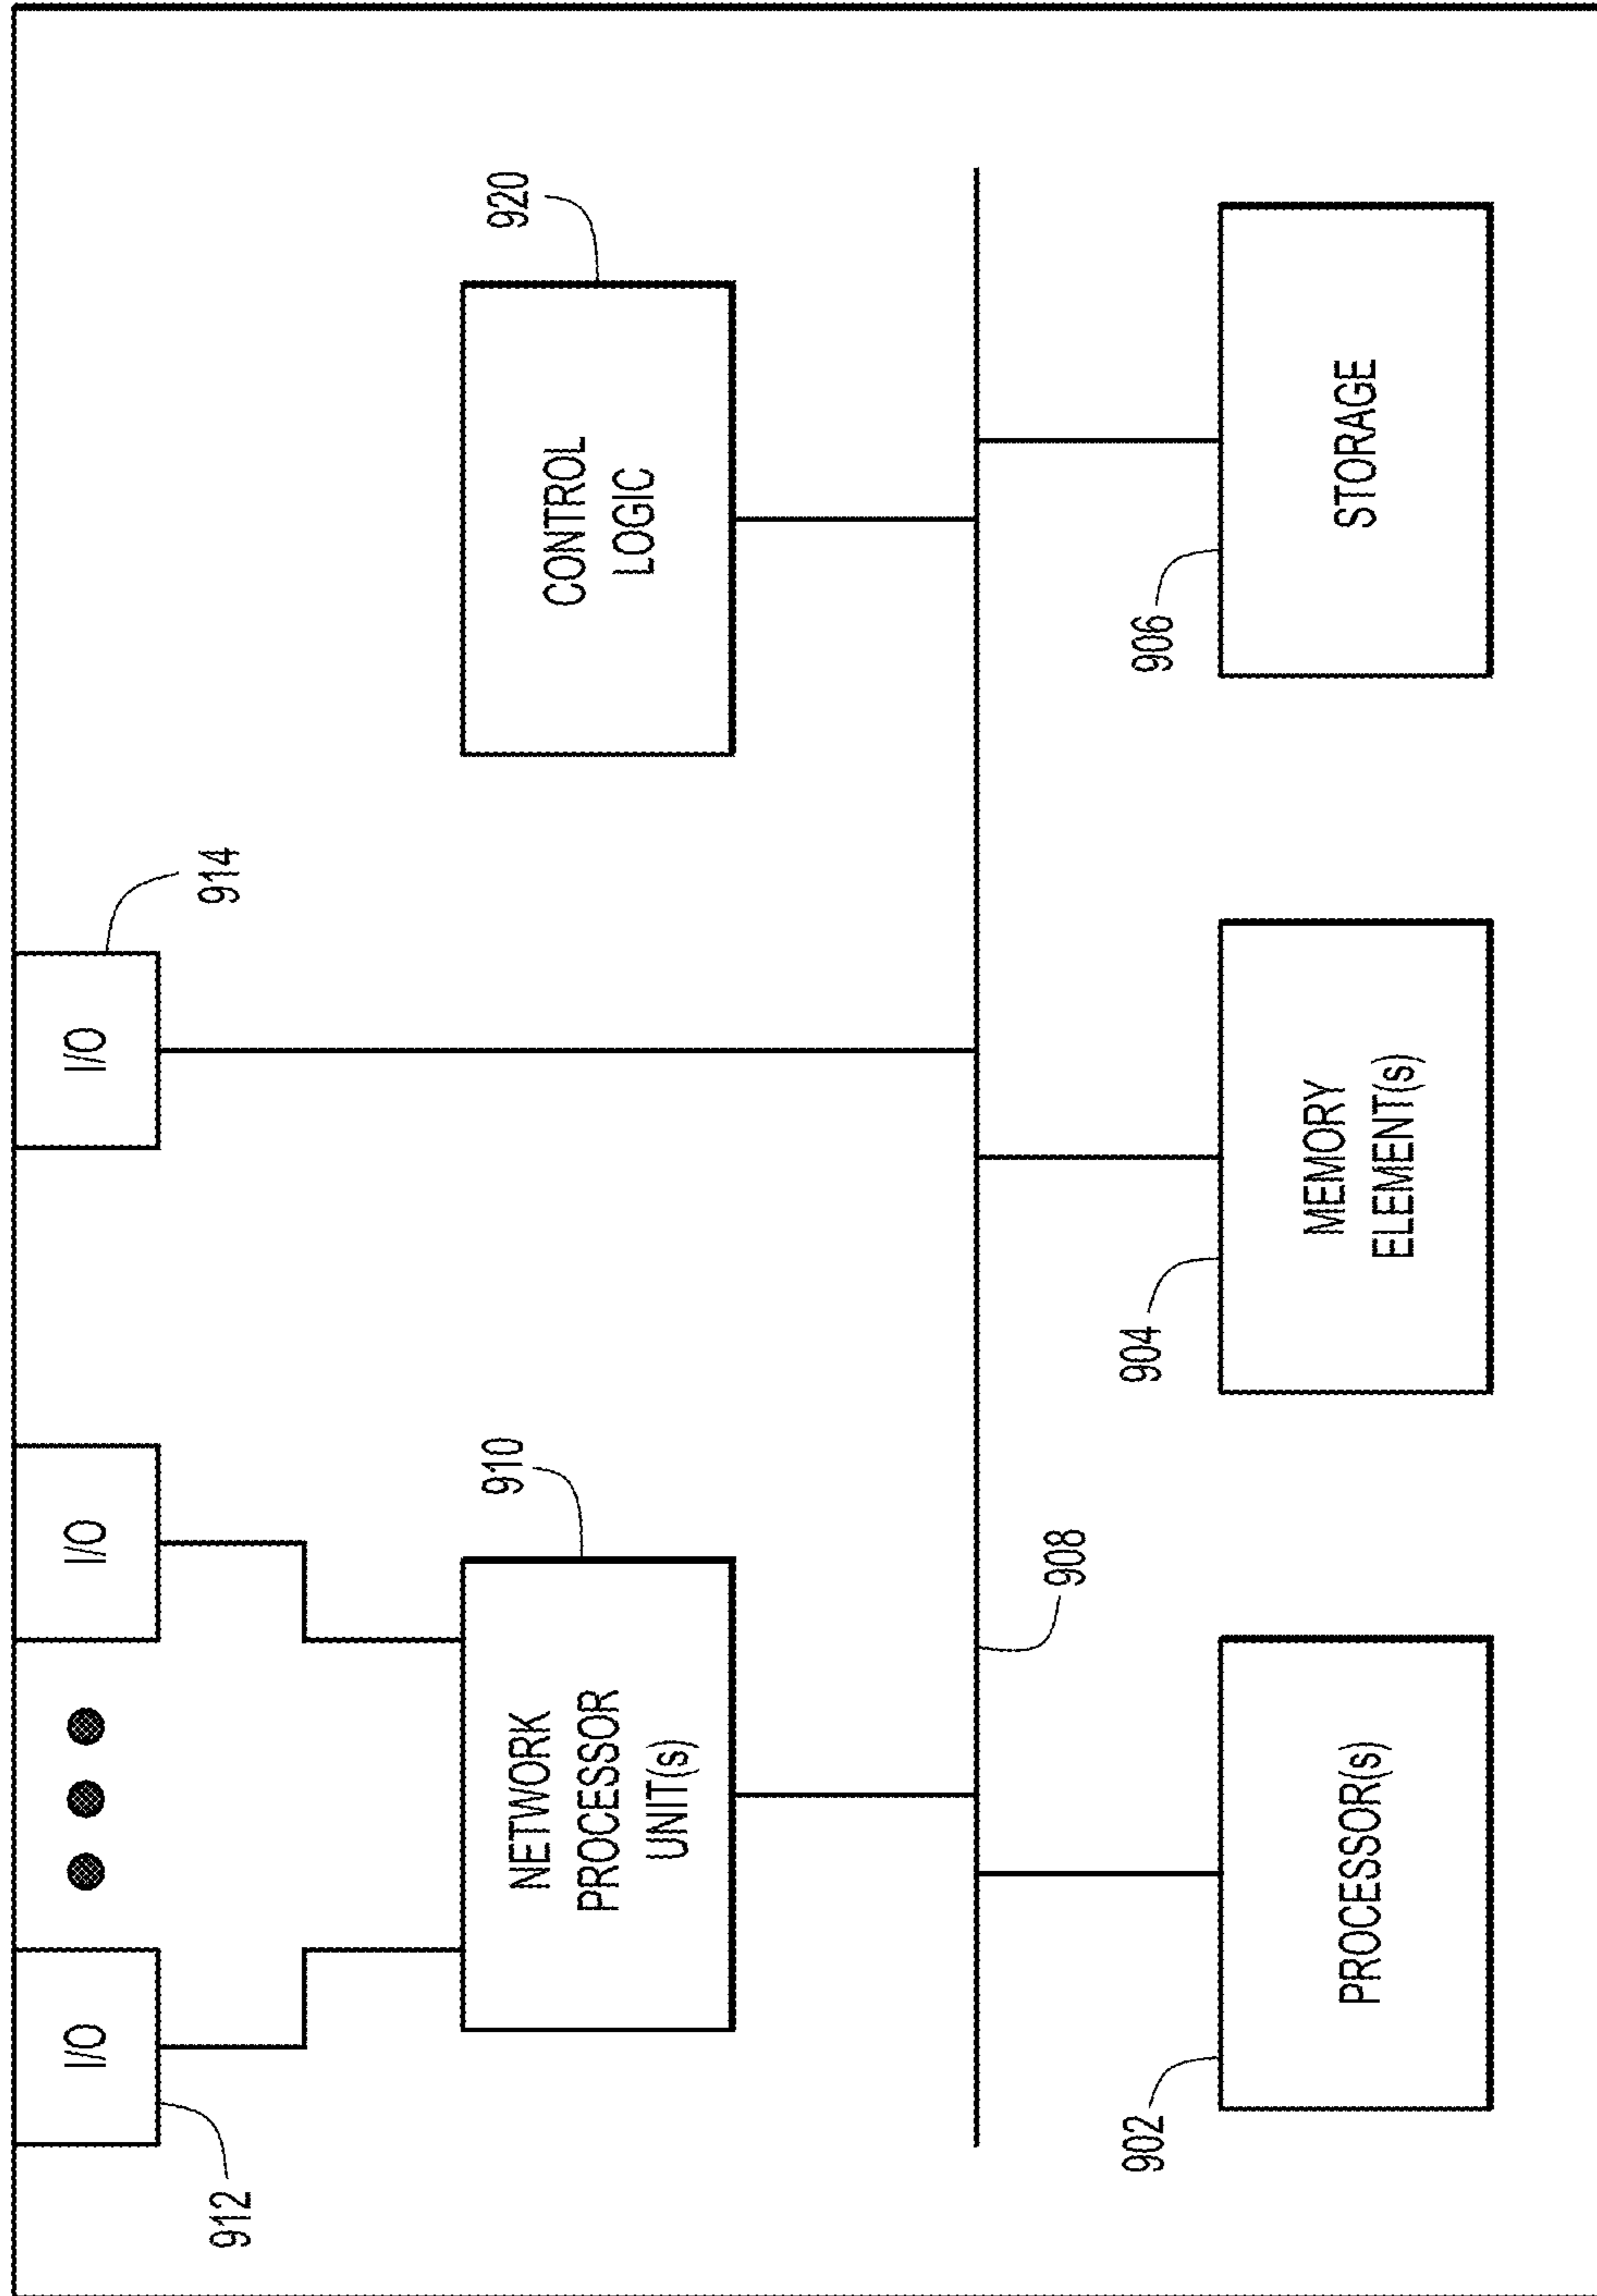 912
I/O
I/O
I/O
914
910
NETWORK
PROCESSOR
UNIT(s)
920
CONTROL
LOGIC
908
902
PROCESSOR(s)
904
MEMORY
ELEMENT(s)
906
STORAGE